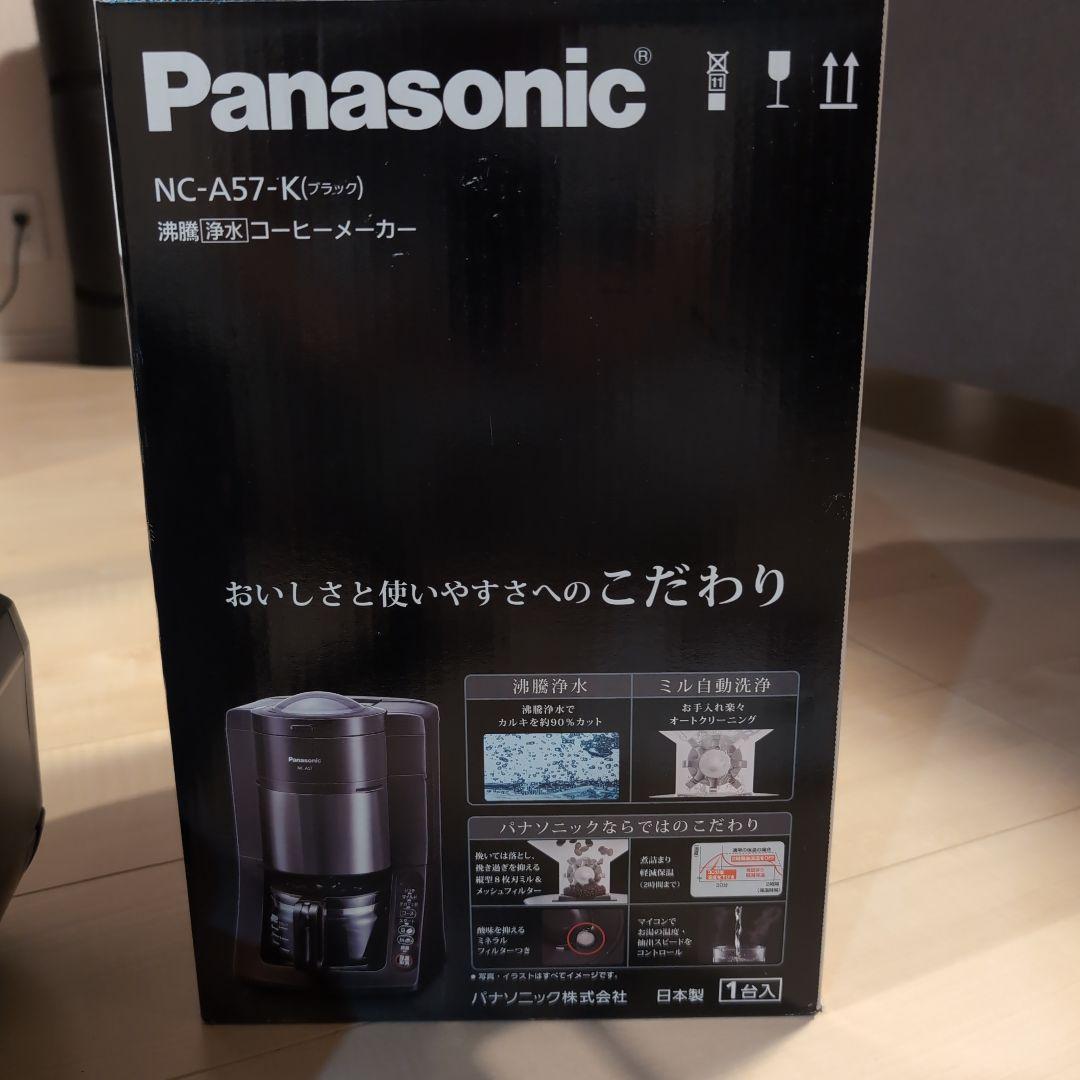 Panasonic®
11
NC-A57-K(ブラック)
沸騰浄水コーヒーメーカー
おいしさと使いやすさへのこだわり
沸騰浄水
沸騰浄水で
カルキを約90%カット
ミル自動洗浄
お手入れ楽々
オートクリーニング
Panasonic
NC-A57
パナソニックならではのこだわり
挽いては落とし、
挽き過ぎを抑える
縦型8枚刃ミル&
メッシュフィルター
煮詰まり
軽減保温
(2時間まで)
30分
2時間
酸味を抑える
ミネラル
フィルターつき
マイコンで
お湯の温度・
抽出スピードを
コントロール
※写真・イラストはすべてイメージです。
パナソニック株式会社 日本製 1台入